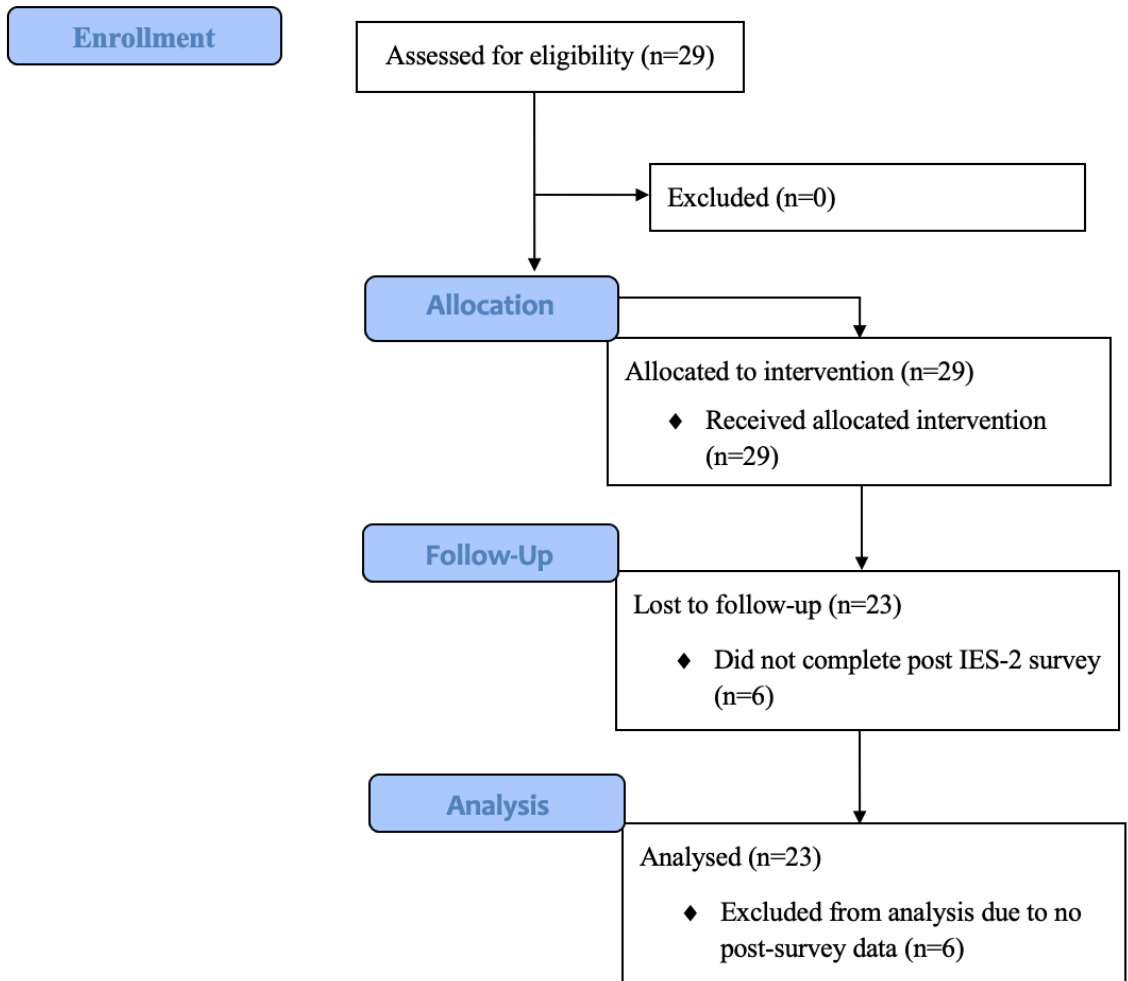 Enrollment
Assessed for eligibility (n=29)
Excluded (n=0)
Allocation
Allocated to intervention (n=29)
♦ Received allocated intervention
(n=29)
Follow-Up
Lost to follow-up (n=23)
♦ Did not complete post IES-2 survey
(n=6)
Analysis
Analysed (n=23)
♦ Excluded from analysis due to no
post-survey data (n=6)